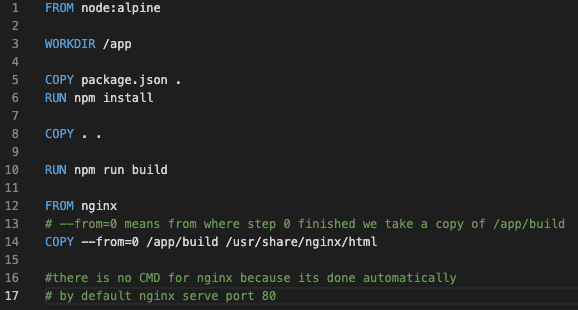 1 FROM node:alpine
2
3 WORKDIR /app
4
5 COPY package.json .
6 RUN npm install
7
8 COPY . .
9
10 RUN npm run build
11
12 FROM nginx
13 # --from=0 means from where step 0 finished we take a copy of /app/build
14 COPY --from=0 /app/build /usr/share/nginx/html
15
16 #there is no CMD for nginx because its done automatically
17 # by default nginx serve port 80